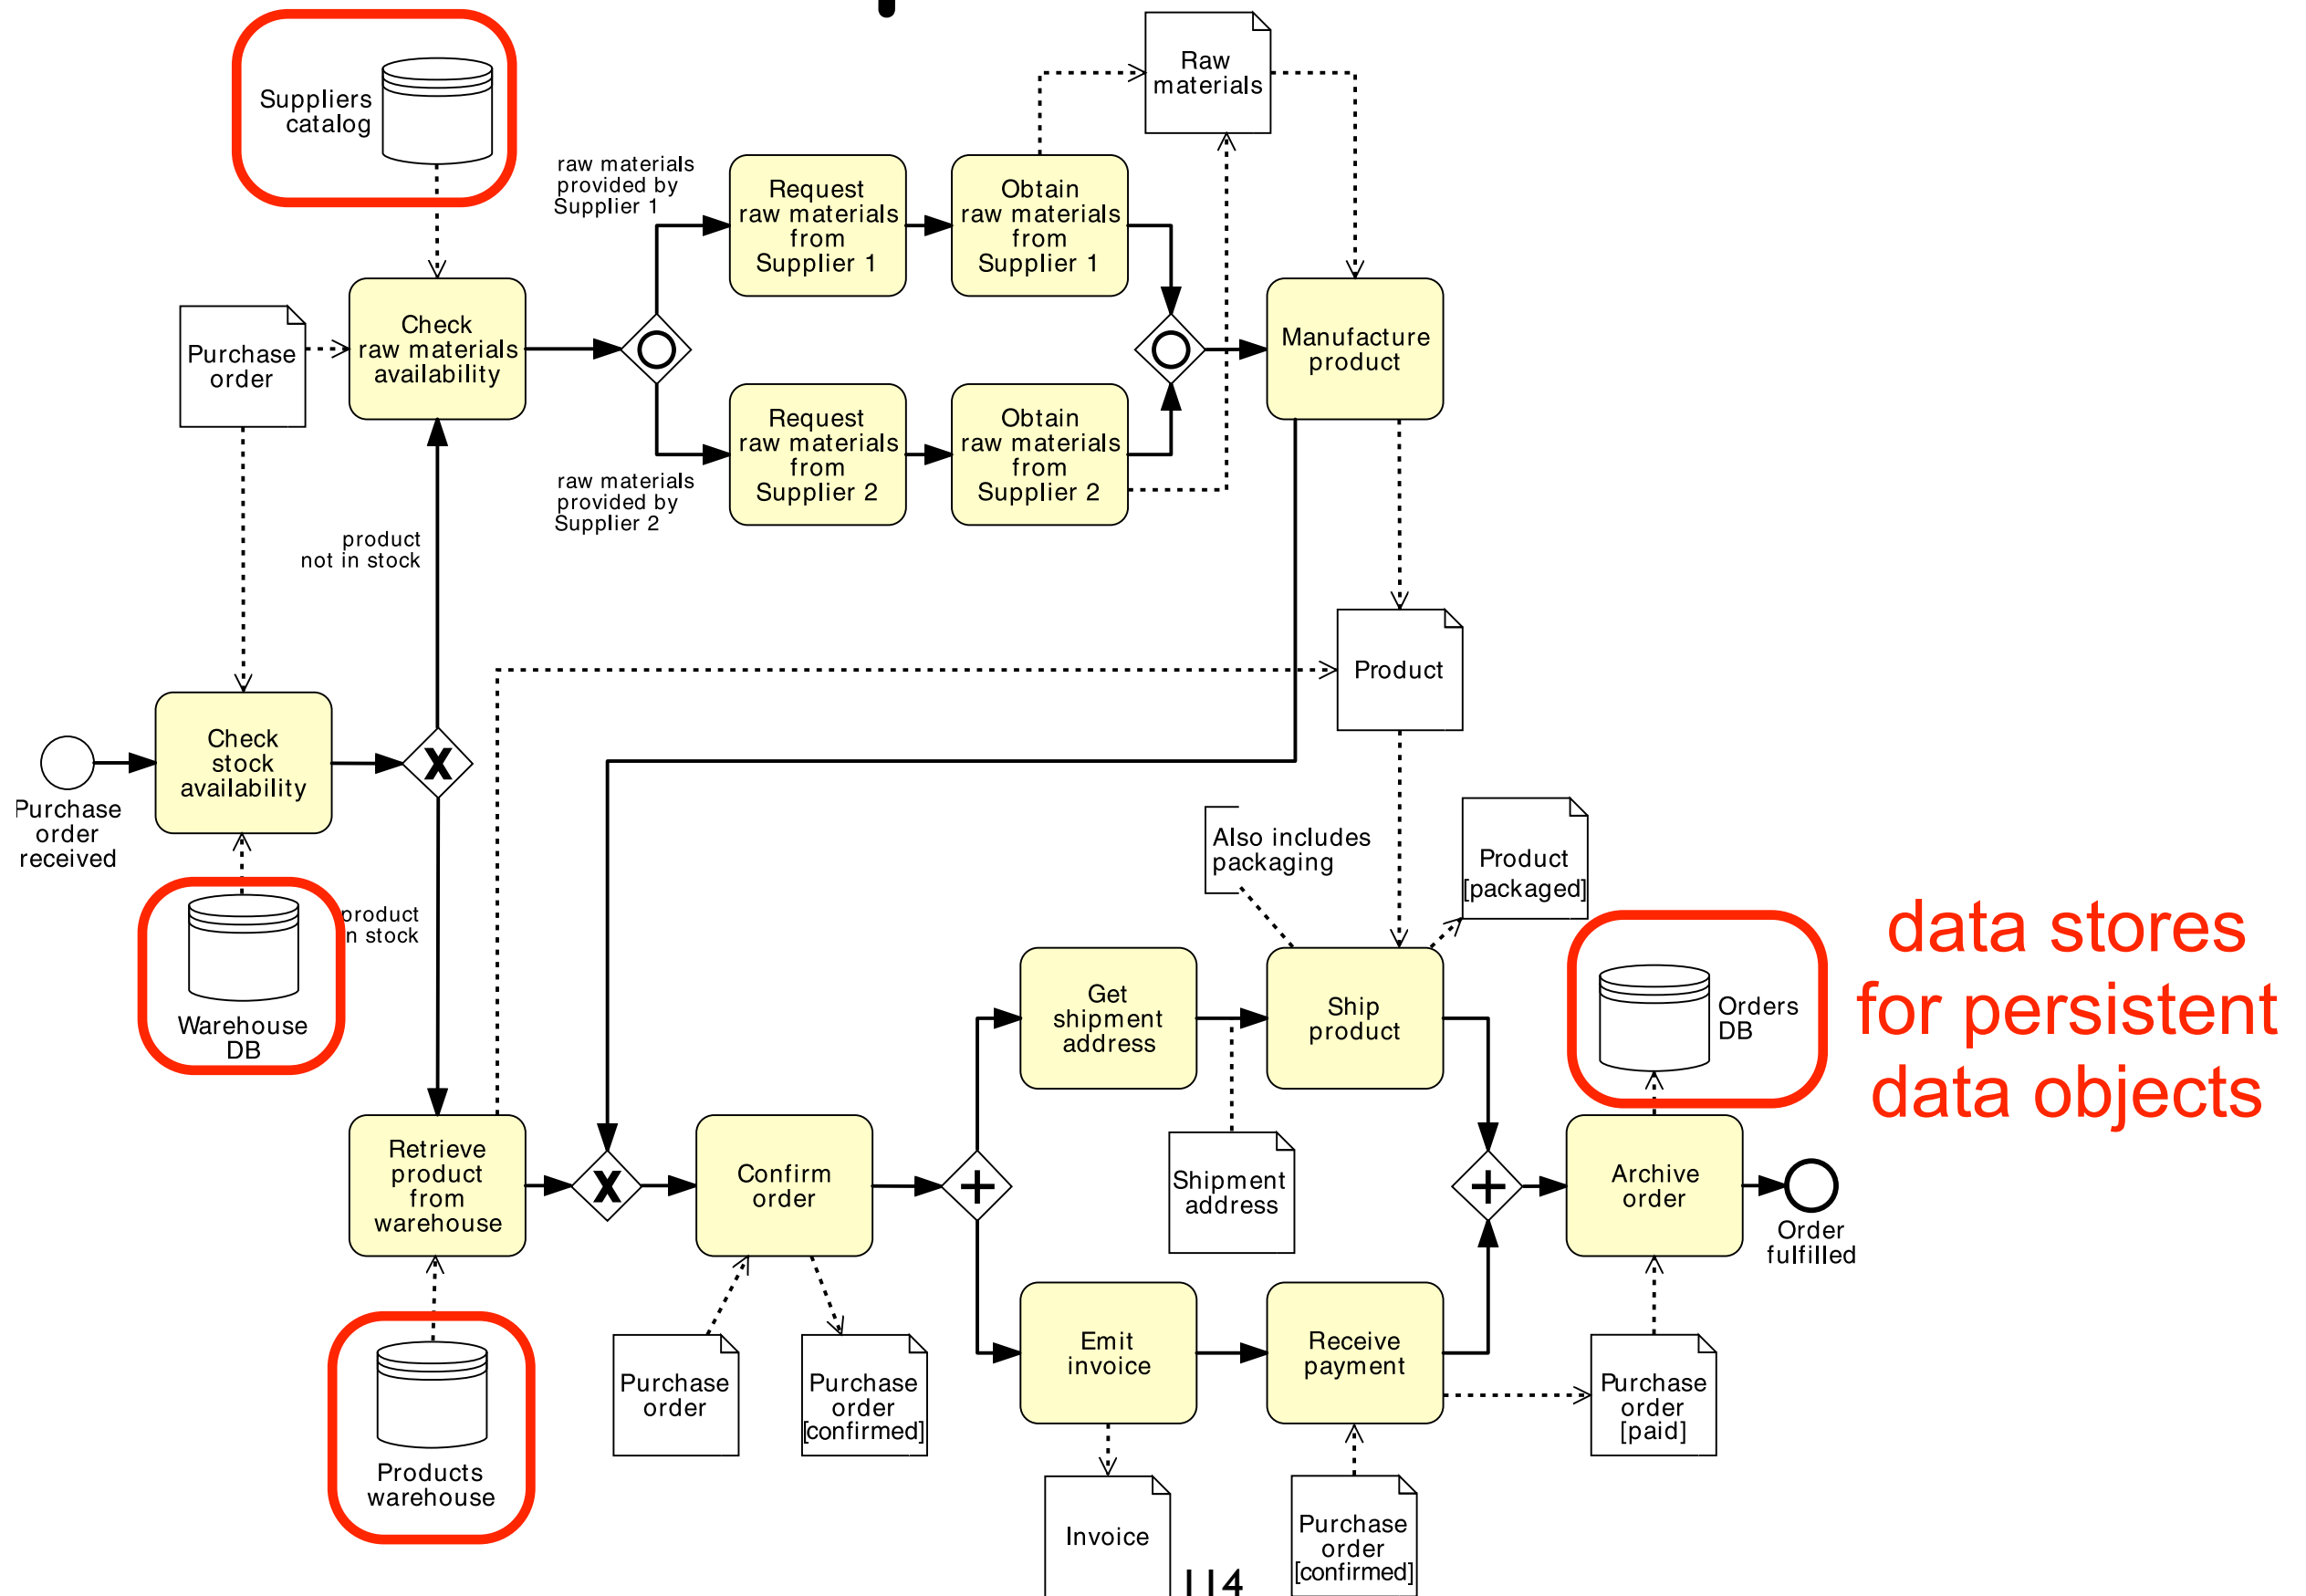 Suppliers
catalog
Raw
materials
raw materials
provided by
Supplier 1
Request
raw materials
from
Supplier 1
Obtain
raw materials
from
Supplier 1
Purchase
order
Check
raw materials
availability
Manufacture
product
raw materials
provided by
Supplier 2
Request
raw materials
from
Supplier 2
Obtain
raw materials
from
Supplier 2
product
not in stock
Product
Purchase
order
received
Check
stock
availability
X
Also includes
packaging
Product
[packaged]
Warehouse
DB
product
n stock
Get
shipment
address
Ship
product
Orders
DB
data stores
for persistent
data objects
Retrieve
product
from
warehouse
X
Confirm
order
Shipment
address
Archive
order
Order
fulfilled
Products
warehouse
Purchase
order
Purchase
order
[confirmed]
Emit
invoice
Receive
payment
Purchase
order
[paid]
Invoice
Purchase
order
[confirmed]
114